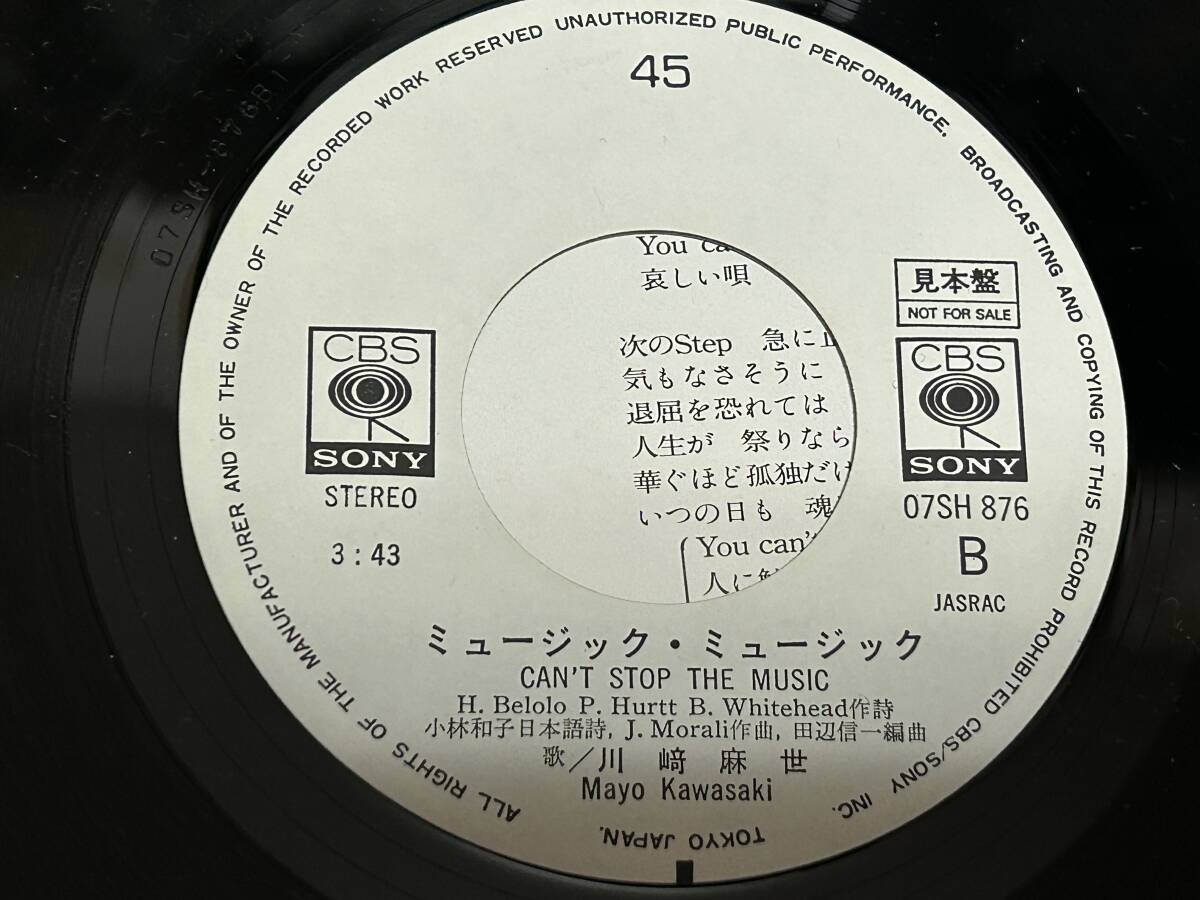 ALL RIGHTS OF THE MANUFACTURER AND OF THE OWNER OF THE RECORDED WORK RESERVED UNAUTHORIZED PUBLIC PERFORMANCE. BROADCASTING AND COPYING OF THIS RECORD PROHIBITED CBS/SONY INC.
TOKYO JAPAN.
45
見本盤
NOT FOR SALE
CBS
SONY
STEREO
3:43
CBS
SONY
07SH 876
B
JASRAC
You
哀しい唄
次のStep 急に
気もなさそうに
退屈を恐れては
人生が 祭りなら
華ぐほど孤独だけ
いつの日も 魂
You can't
人に
ミュージック・ミュージック
CAN'T STOP THE MUSIC
H. Belolo P. Hurtt B. Whitehead作詩
小林和子日本語詩, J. Morali作曲, 田辺信一編曲
歌/川﨑麻世
Mayo Kawasaki